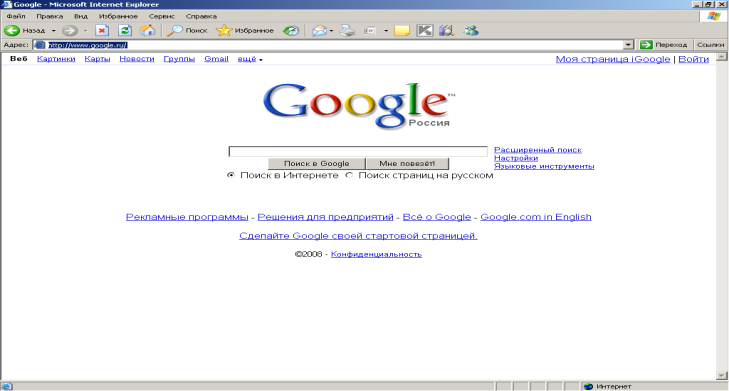 Google - Microsoft Internet Explorer
Файл Правка Вид Избранное Сервис Справка
Назад Поиск Избранное
Адрес: http://www.google.ru/ Переход Ссылки
Веб Картинки Карты Новости Группы Gmail ещё Моя страница iGoogle | Войти
Google™
Россия
Расширенный поиск
Поиск в Google Мне повезёт! Настройки
Языковые инструменты
Поиск в Интернете Поиск страниц на русском
Рекламные программы - Решения для предприятий - Всё о Google - Google.com in English
Сделайте Google своей стартовой страницей.
©2008 - Конфиденциальность
Интернет